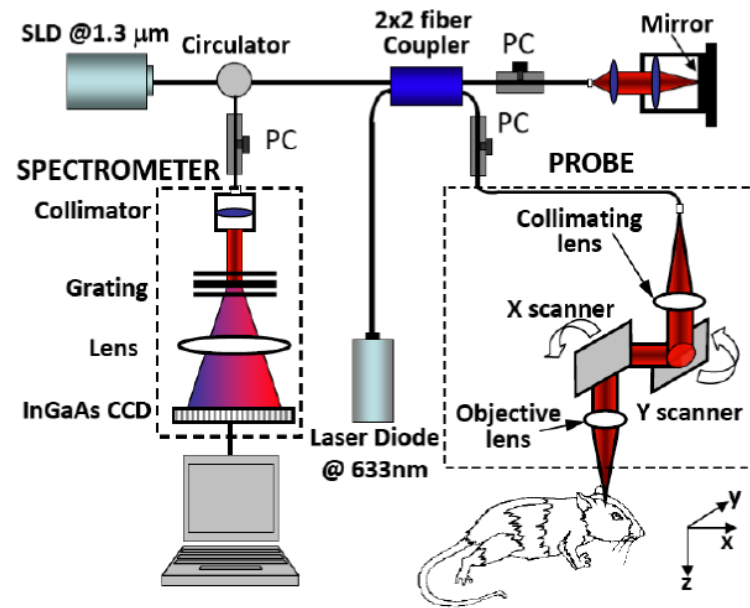 SLD @1.3 μm
Circulator
2x2 fiber
Coupler
PC
Mirror
PC
PC
SPECTROMETER
PROBE
Collimator
Collimating
lens
Grating
X scanner
Lens
InGaAs CCD
Objective
lens
Y scanner
Laser Diode
@ 633nm
y
x
z